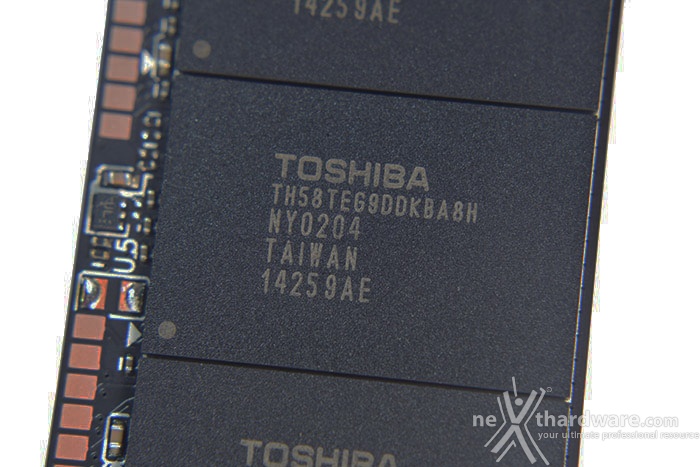 14259AE
TOSHIBA
TH58TEG9DDKBA8H
NY0204
TAIWAN
14259AE
U5
TOSHIBA
neXthardware.com
your ultimate professional resource